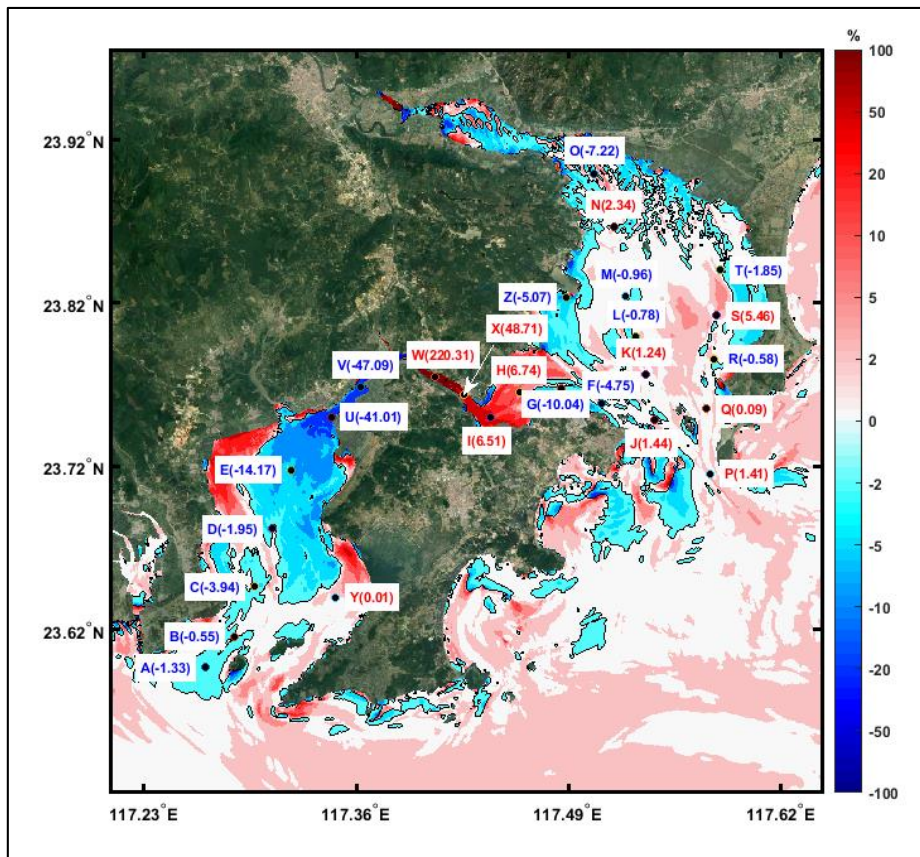 %
100
50
20
10
5
2
0
-2
-5
-10
-20
-50
-100
23.92°N
23.82°N
23.72°N
23.62°N
O(-7.22)
N(2.34)
M(-0.96)
T(-1.85)
Z(-5.07)
L(-0.78)
S(5.46)
X(48.71)
W(220.31)
K(1.24)
R(-0.58)
V(-47.09)
H(6.74)
F(-4.75)
G(-10.04)
Q(0.09)
U(-41.01)
I(6.51)
J(1.44)
E(-14.17)
P(1.41)
D(-1.95)
C(-3.94)
Y(0.01)
B(-0.55)
A(-1.33)
117.23°E
117.36°E
117.49°E
117.62°E